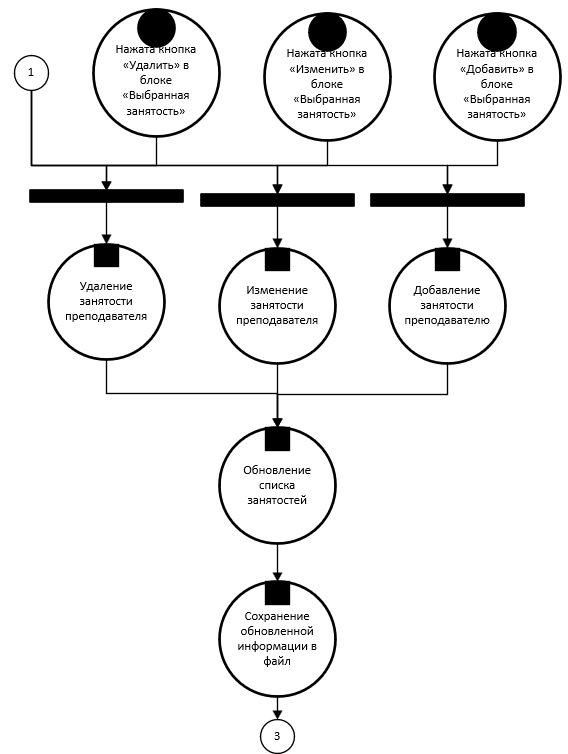 1
Нажата кнопка
«Удалить» в
блоке
«Выбранная
занятость»
Нажата кнопка
«Изменить» в
блоке
«Выбранная
занятость»
Нажата кнопка
«Добавить» в
блоке
«Выбранная
занятость»
Удаление
занятости
преподавателя
Изменение
занятости
преподавателя
Добавление
занятости
преподавателю
Обновление
списка
занятостей
Сохранение
обновленной
информации в
файл
3